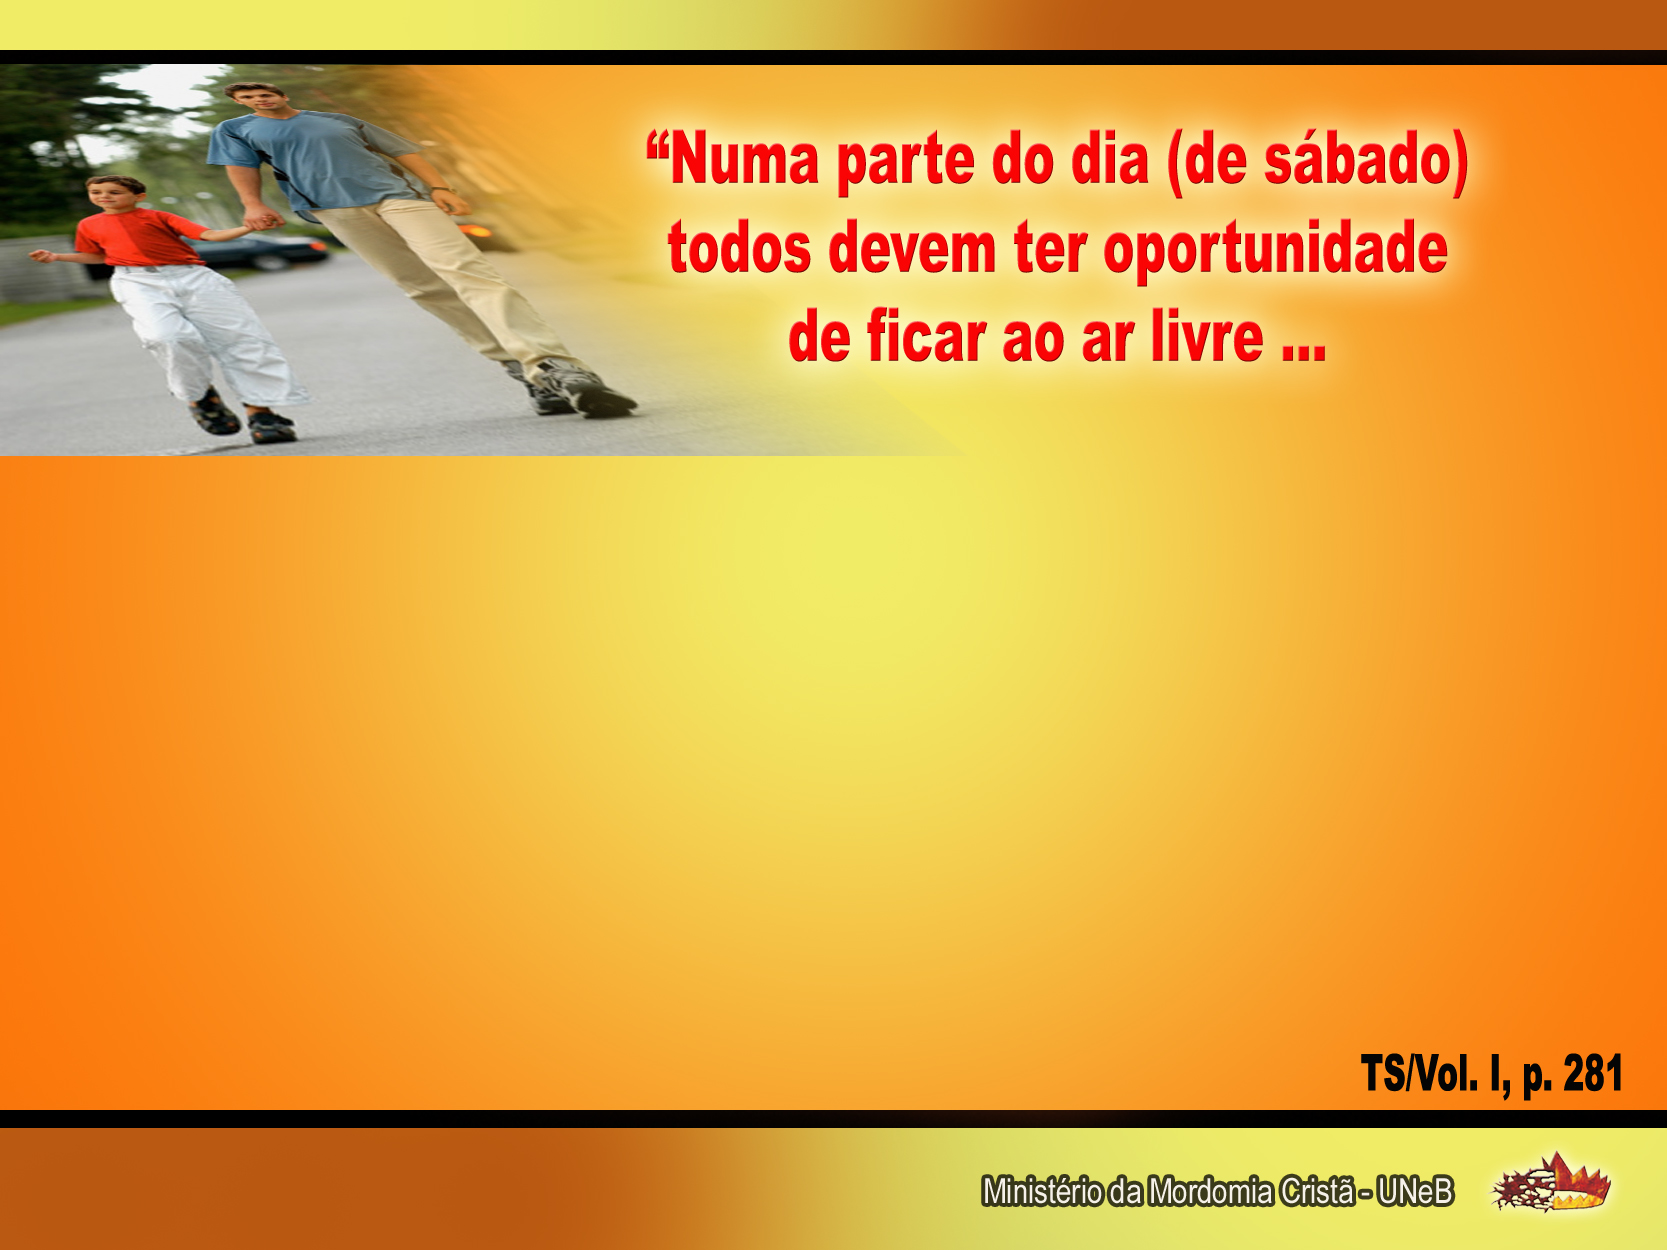 “Numa parte do dia (de sábado)
todos devem ter oportunidade
de ficar ao ar livre ...
TS/Vol. I, p. 281
Ministério da Mordomia Cristã - UNeB